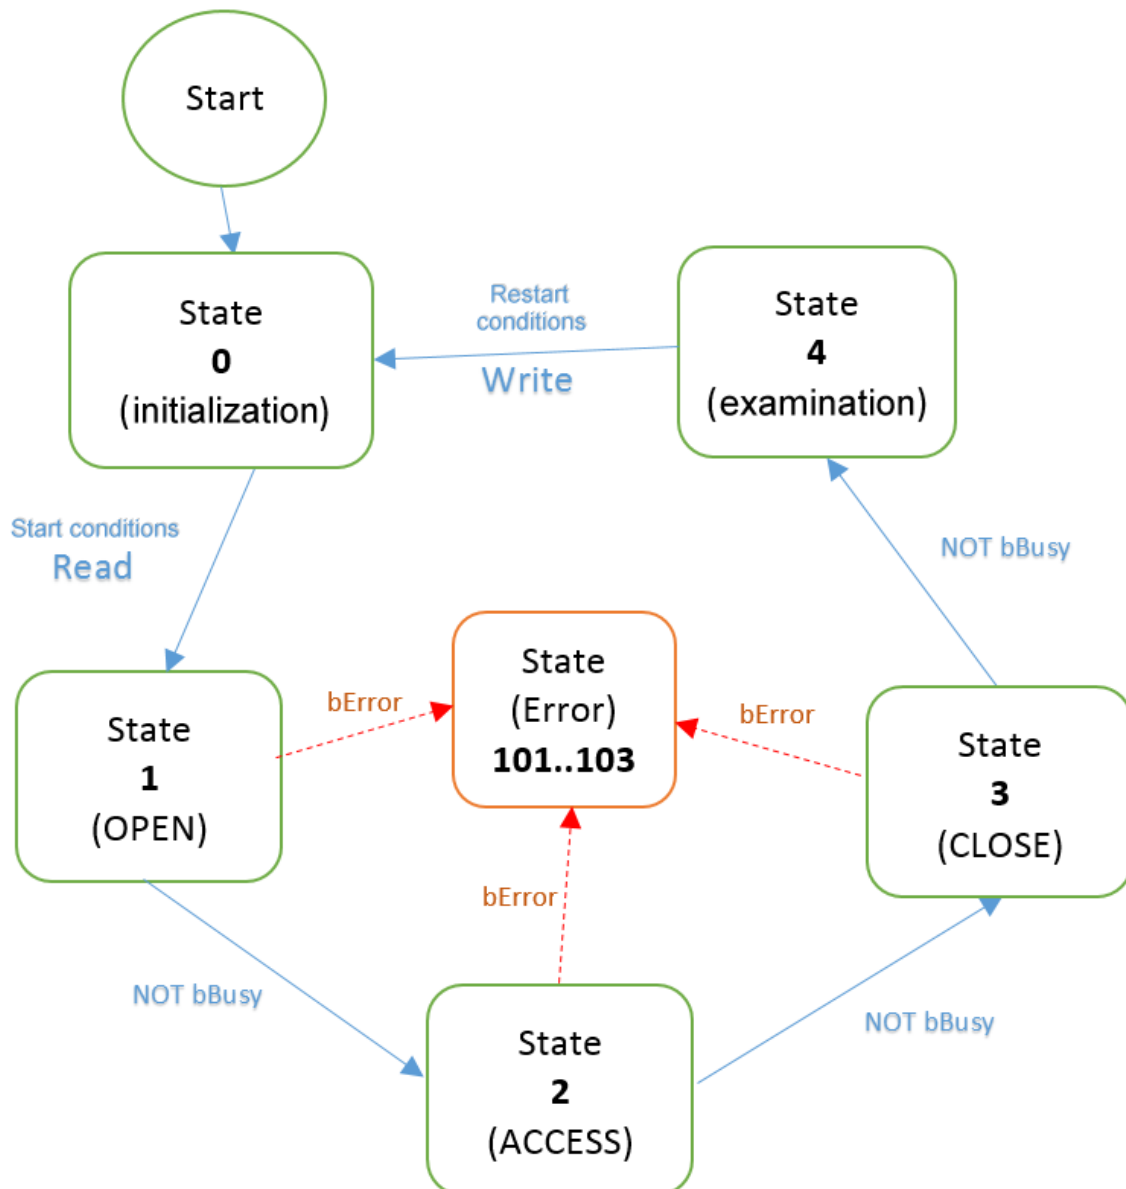 Start
State
0
(initialization)
Restart
conditions
Write
State
4
(examination)
Start conditions
Read
NOT bBusy
State
1
(OPEN)
bError
State
(Error)
101..103
bError
State
3
(CLOSE)
NOT bBusy
bError
State
2
(ACCESS)
NOT bBusy